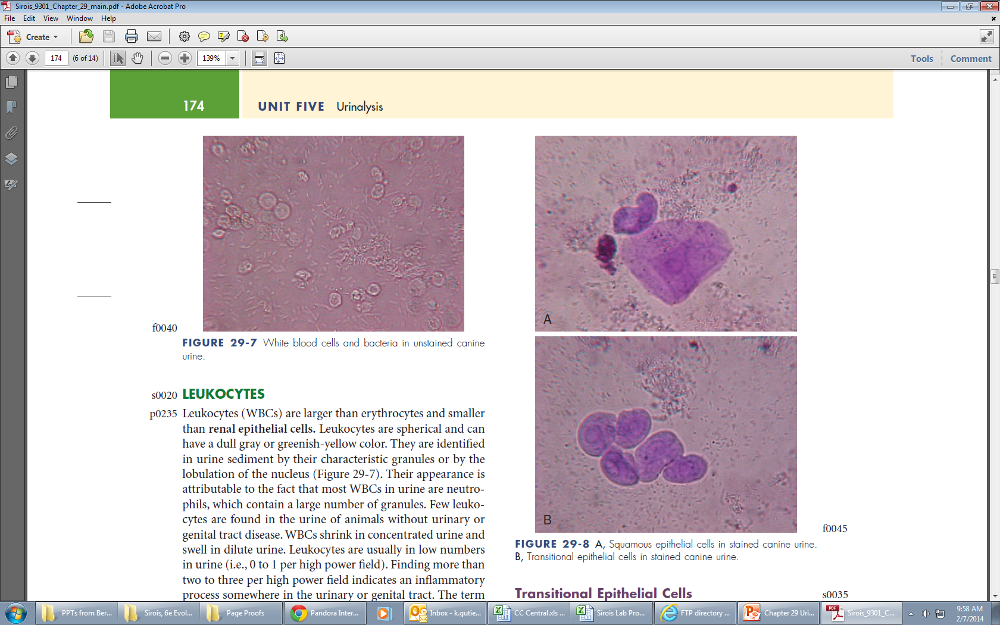 Sirois_9301_Chapter_29_main.pdf - Adobe Acrobat Pro
File Edit View Window Help
Create
174 (6 of 14) 139% Tools Comment
174 UNIT FIVE Urinalysis
f0040
FIGURE 29-7 White blood cells and bacteria in unstained canine
urine.
s0020 LEUKOCYTES
p0235 Leukocytes (WBCs) are larger than erythrocytes and smaller
than renal epithelial cells. Leukocytes are spherical and can
have a dull gray or greenish-yellow color. They are identified
in urine sediment by their characteristic granules or by the
lobulation of the nucleus (Figure 29-7). Their appearance is
attributable to the fact that most WBCs in urine are neutro-
phils, which contain a large number of granules. Few leuko-
cytes are found in the urine of animals without urinary or
genital tract disease. WBCs shrink in concentrated urine and
swell in dilute urine. Leukocytes are usually in low numbers
in urine (i.e., 0 to 1 per high power field). Finding more than
two to three per high power field indicates an inflammatory
process somewhere in the urinary or genital tract. The term
A
B
f0045
FIGURE 29-8 A, Squamous epithelial cells in stained canine urine.
B, Transitional epithelial cells in stained canine urine.
Transitional Epithelial Cells s0035
PPTs from Ber... Sirois, 6e Evol... Page Proofs Pandora Inter... Inbox - k.gutie... CC Central.xls ... Sirois Lab Pro... FTP directory ... Chapter 29 Uri... Sirois_9301_C... 9:58 AM
2/7/2014